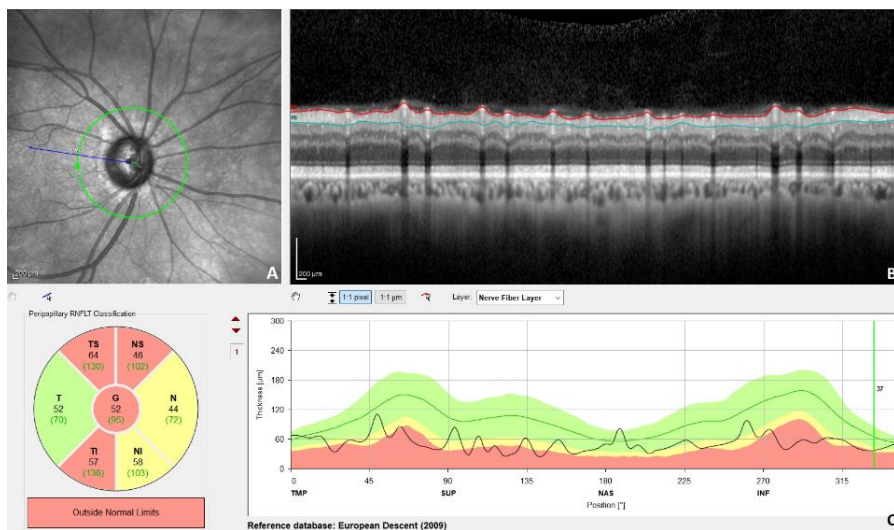 200 µm
A
200 µm
B
1:1 pixel
1:1 µm
Layer:
Nerve Fiber Layer
Peripapillary RNFLT Classification
TS
64
(130)
NS
46
(102)
T
52
(70)
G
52
(95)
N
44
(72)
TI
57
(136)
NI
58
(103)
Outside Normal Limits
1
Thickness [µm]
300
240
180
120
60
0
37
0 45 90 135 180 225 270 315
TMP SUP NAS INF
Position [°]
C
Reference database: European Descent (2009)